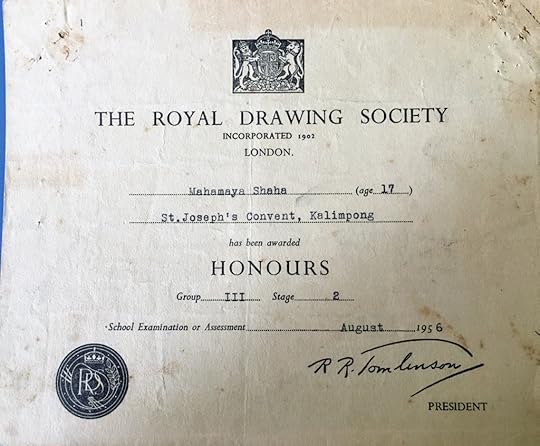 THE ROYAL DRAWING SOCIETY
INCORPORATED 1902
LONDON.
Mahamaya Shaha (age 17)
St.Joseph's Convent, Kalimpong
has been awarded
HONOURS
Group III Stage 2
School Examination or Assessment August 1956
R R. Tomlinson
PRESIDENT
RDS